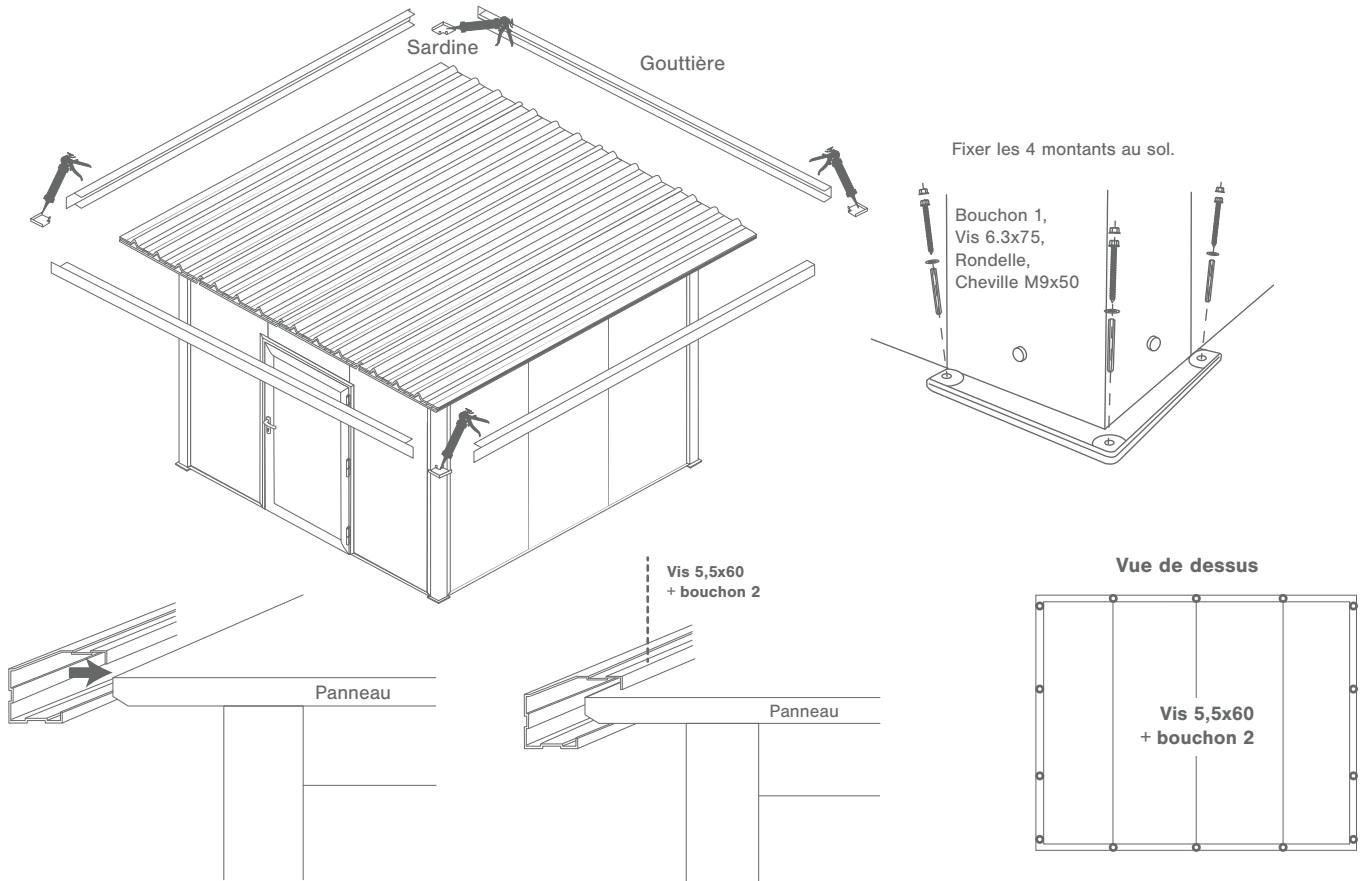 Sardine
Gouttière
Fixer les 4 montants au sol.
Bouchon 1,
Vis 6.3x75,
Rondelle,
Cheville M9x50
Vis 5,5x60
+ bouchon 2
Panneau
Panneau
Vue de dessus
Vis 5,5x60
+ bouchon 2